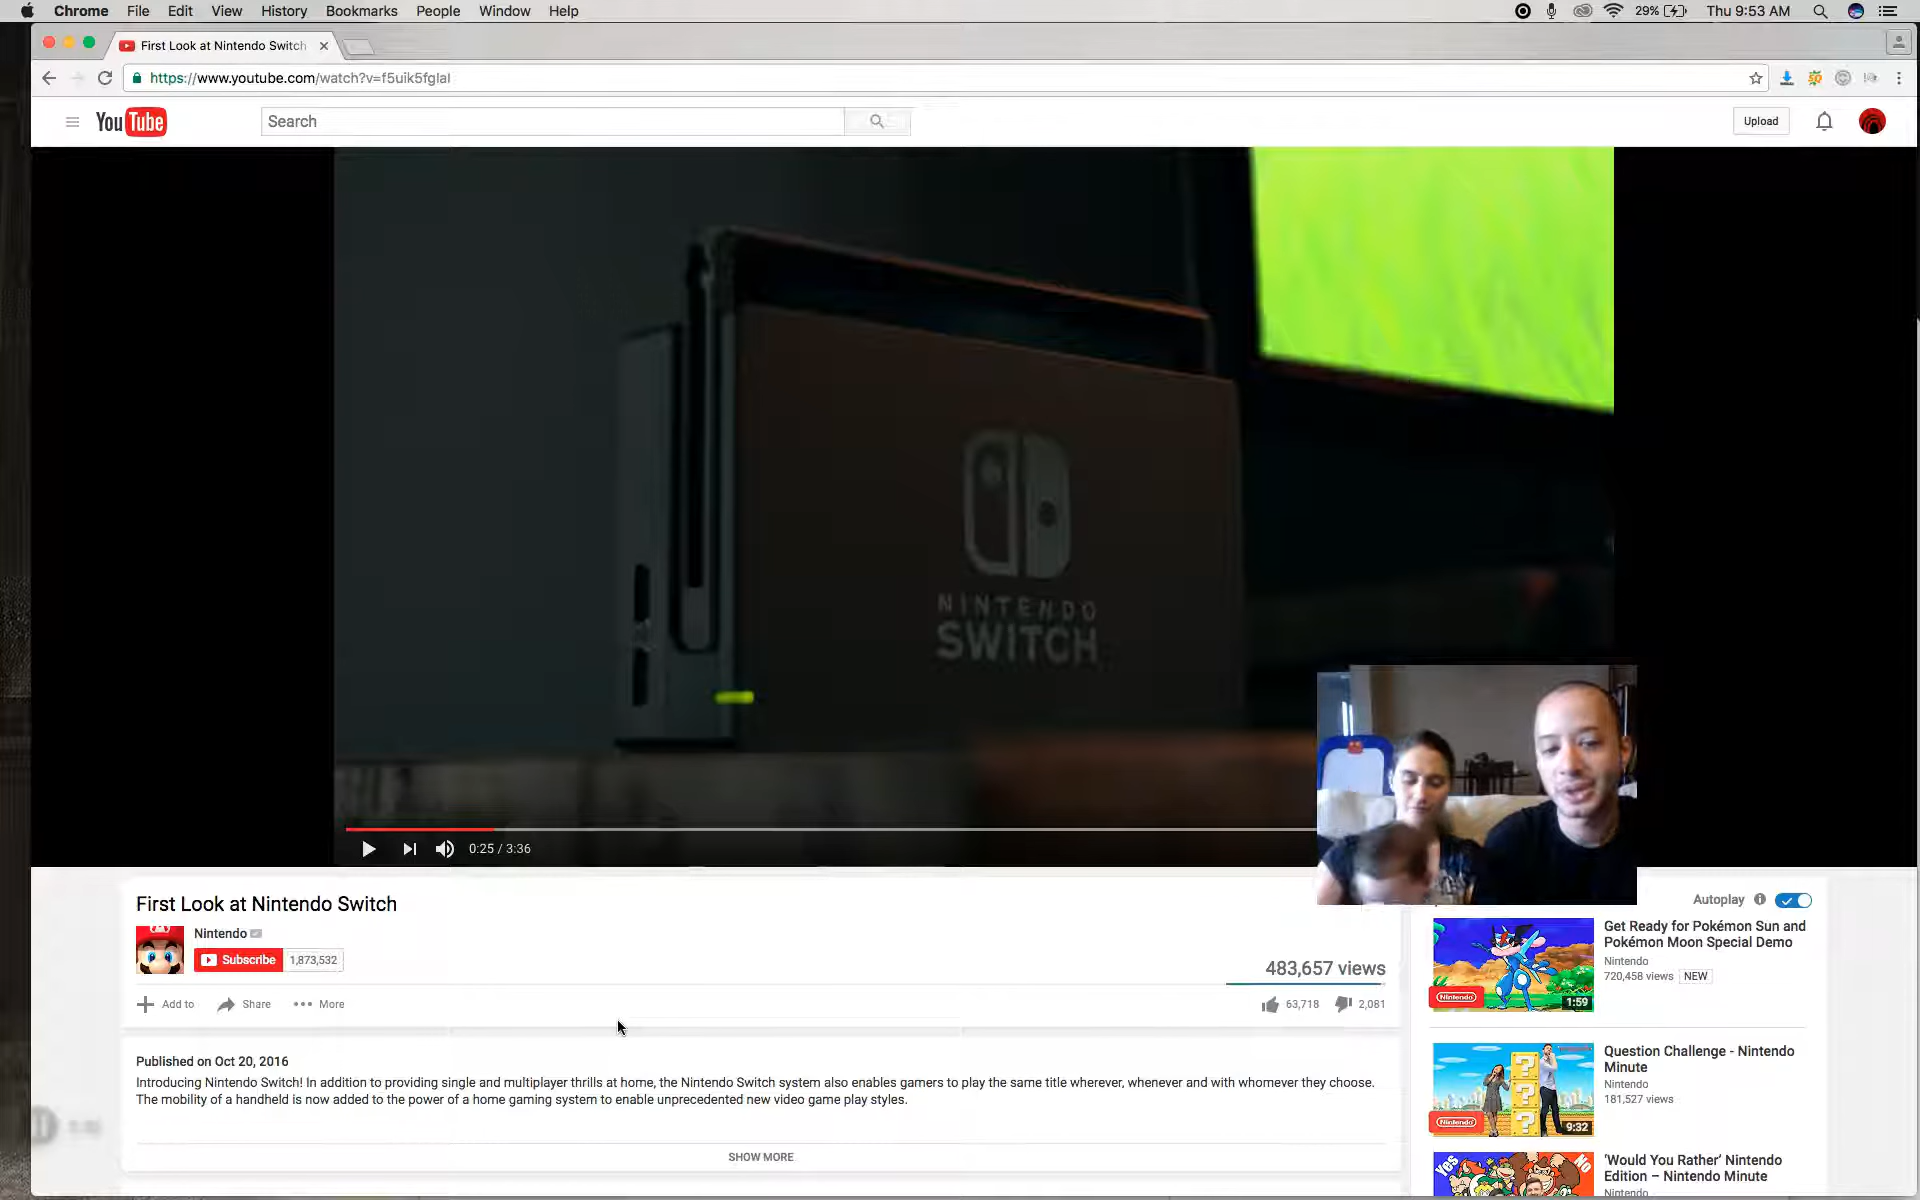 Chrome File Edit View History Bookmarks People Window Help
29% Thu 9:53 AM
First Look at Nintendo Switch
https://www.youtube.com/watch?v=f5uik5fglaI
YouTube
Search
Upload
NINTENDO
SWITCH
0:25 / 3:36
First Look at Nintendo Switch
Nintendo
Subscribe 1,873,532
483,657 views
Add to Share More
63,718 2,081
Published on Oct 20, 2016
Introducing Nintendo Switch! In addition to providing single and multiplayer thrills at home, the Nintendo Switch system also enables gamers to play the same title wherever, whenever and with whomever they choose.
The mobility of a handheld is now added to the power of a home gaming system to enable unprecedented new video game play styles.
SHOW MORE
Autoplay
Nintendo
1:59
Get Ready for Pokémon Sun and
Pokémon Moon Special Demo
Nintendo
720,458 views NEW
Nintendo
9:32
Question Challenge - Nintendo
Minute
Nintendo
181,527 views
Yes
No
'Would You Rather' Nintendo
Edition – Nintendo Minute
Nintendo